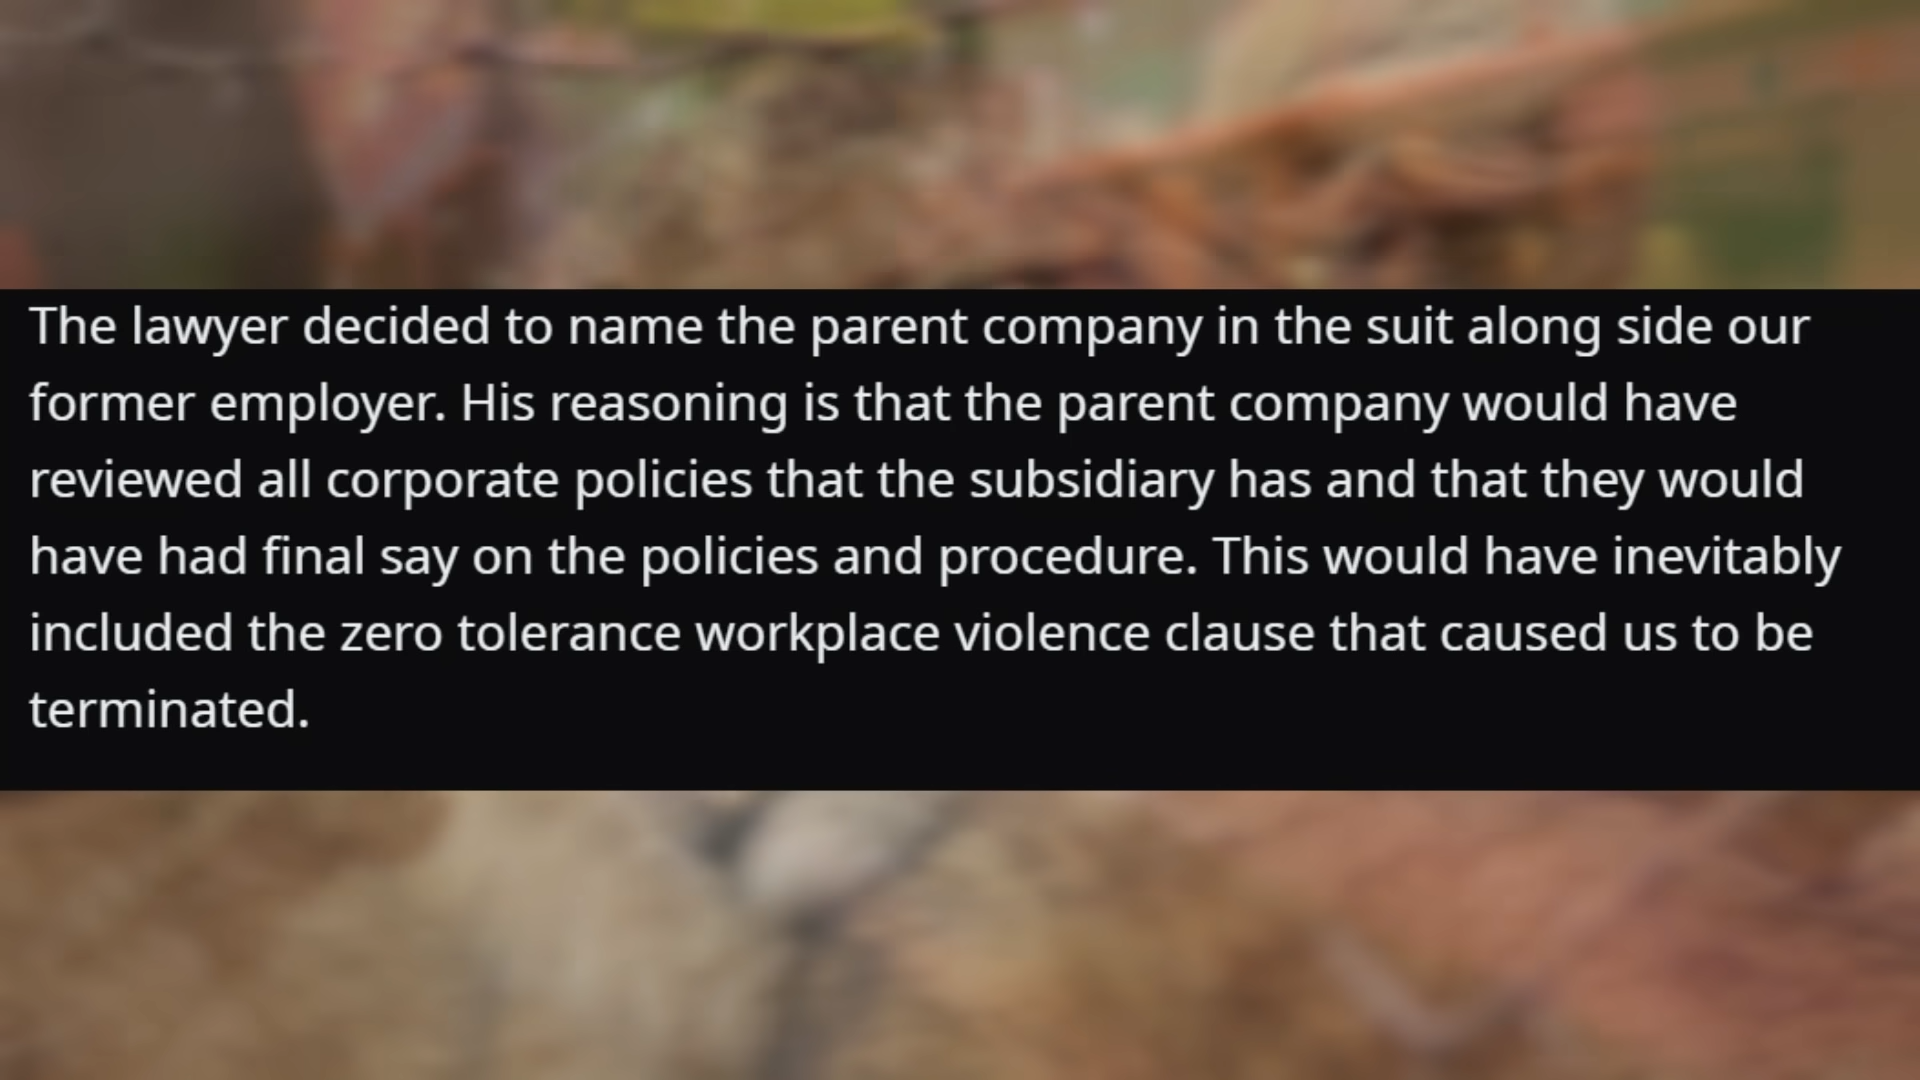 The lawyer decided to name the parent company in the suit along side our
former employer. His reasoning is that the parent company would have
reviewed all corporate policies that the subsidiary has and that they would
have had final say on the policies and procedure. This would have inevitably
included the zero tolerance workplace violence clause that caused us to be
terminated.